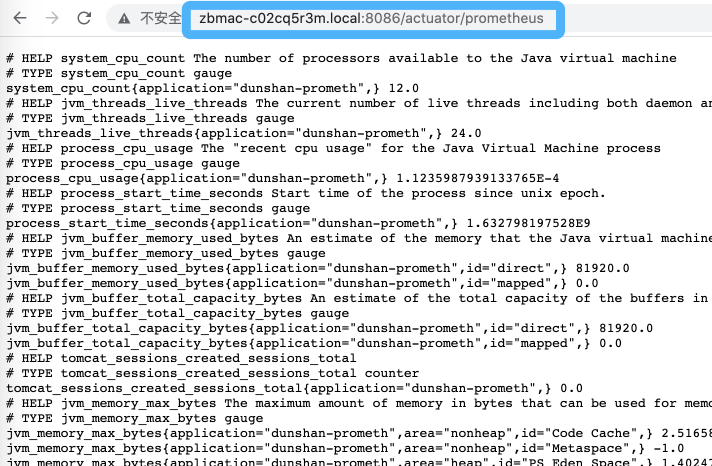 不安全 zbmac-c02cq5r3m.local:8086/actuator/prometheus
# HELP system_cpu_count The number of processors available to the Java virtual machine
# TYPE system_cpu_count gauge
system_cpu_count{application="dunshan-prometh",} 12.0
# HELP jvm_threads_live_threads The current number of live threads including both daemon an
# TYPE jvm_threads_live_threads gauge
jvm_threads_live_threads{application="dunshan-prometh",} 24.0
# HELP process_cpu_usage The "recent cpu usage" for the Java Virtual Machine process
# TYPE process_cpu_usage gauge
process_cpu_usage{application="dunshan-prometh",} 1.1235987939133765E-4
# HELP process_start_time_seconds Start time of the process since unix epoch.
# TYPE process_start_time_seconds gauge
process_start_time_seconds{application="dunshan-prometh",} 1.632798197528E9
# HELP jvm_buffer_memory_used_bytes An estimate of the memory that the Java virtual machine
# TYPE jvm_buffer_memory_used_bytes gauge
jvm_buffer_memory_used_bytes{application="dunshan-prometh",id="direct",} 81920.0
jvm_buffer_memory_used_bytes{application="dunshan-prometh",id="mapped",} 0.0
# HELP jvm_buffer_total_capacity_bytes An estimate of the total capacity of the buffers in
# TYPE jvm_buffer_total_capacity_bytes gauge
jvm_buffer_total_capacity_bytes{application="dunshan-prometh",id="direct",} 81920.0
jvm_buffer_total_capacity_bytes{application="dunshan-prometh",id="mapped",} 0.0
# HELP tomcat_sessions_created_sessions_total
# TYPE tomcat_sessions_created_sessions_total counter
tomcat_sessions_created_sessions_total{application="dunshan-prometh",} 0.0
# HELP jvm_memory_max_bytes The maximum amount of memory in bytes that can be used for memo
# TYPE jvm_memory_max_bytes gauge
jvm_memory_max_bytes{application="dunshan-prometh",area="nonheap",id="Code Cache",} 2.51658
jvm_memory_max_bytes{application="dunshan-prometh",area="nonheap",id="Metaspace",} -1.0
jvm_memory_max_bytes{application="dunshan-prometh",area="heap",id="PS Eden Space",} 1.40247